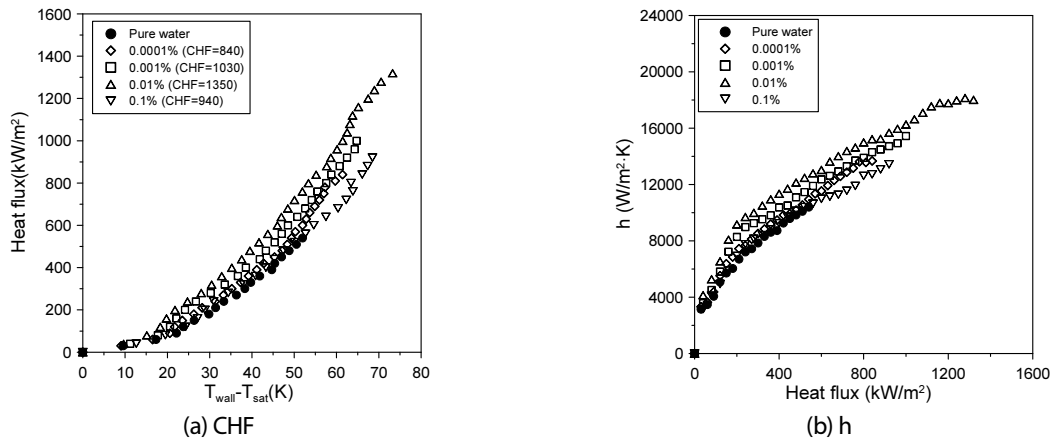 1600
1400
1200
1000
800
600
400
200
0
Heat flux(kW/m²)
Pure water
0.0001% (CHF=840)
0.001% (CHF=1030)
0.01% (CHF=1350)
0.1% (CHF=940)
0 10 20 30 40 50 60 70 80
T_wall-T_sat(K)
(a) CHF
24000
20000
16000
12000
8000
4000
0
h (W/m²·K)
Pure water
0.0001%
0.001%
0.01%
0.1%
0 400 800 1200 1600
Heat flux (kW/m²)
(b) h